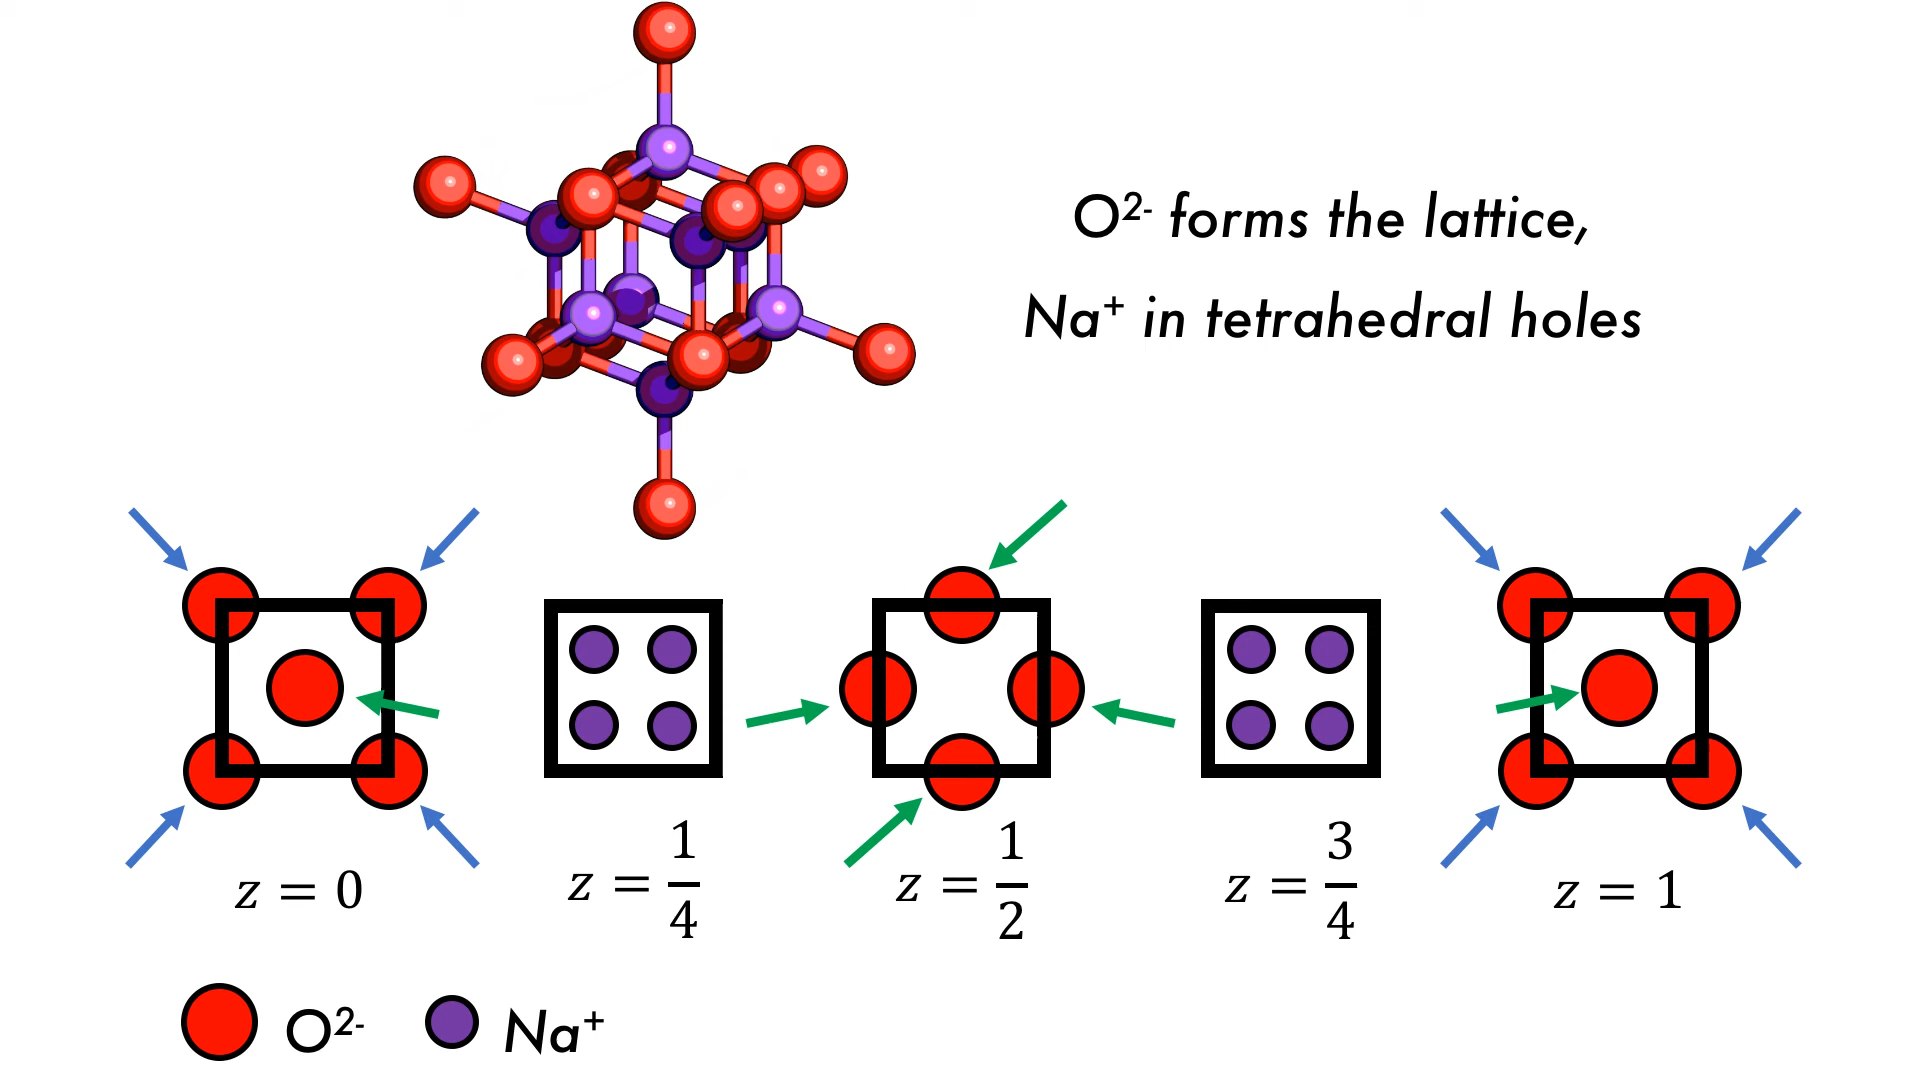 O²⁻ forms the lattice,
Na⁺ in tetrahedral holes
z = 0
z = 1/4
z = 1/2
z = 3/4
z = 1
O²⁻
Na⁺